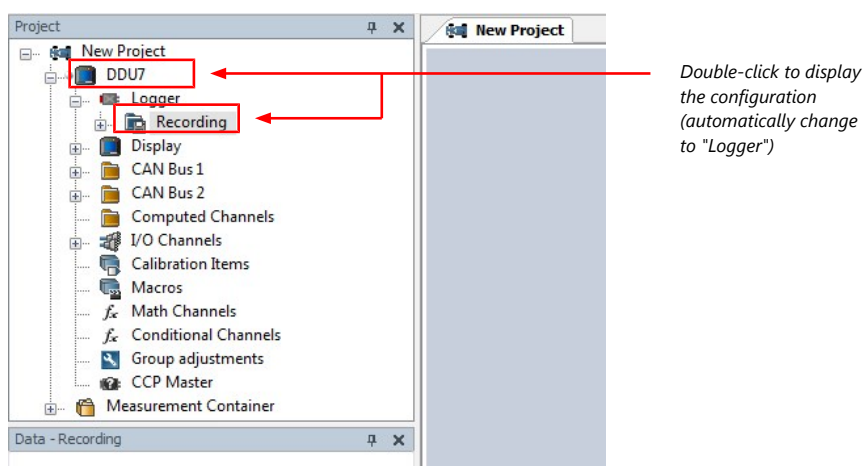 Project
New Project
DDU7
Logger
Recording
Display
CAN Bus 1
CAN Bus 2
Computed Channels
I/O Channels
Calibration Items
Macros
fx Math Channels
fx Conditional Channels
Group adjustments
CCP Master
Measurement Container
Data - Recording
New Project
Double-click to display
the configuration
(automatically change
to "Logger")